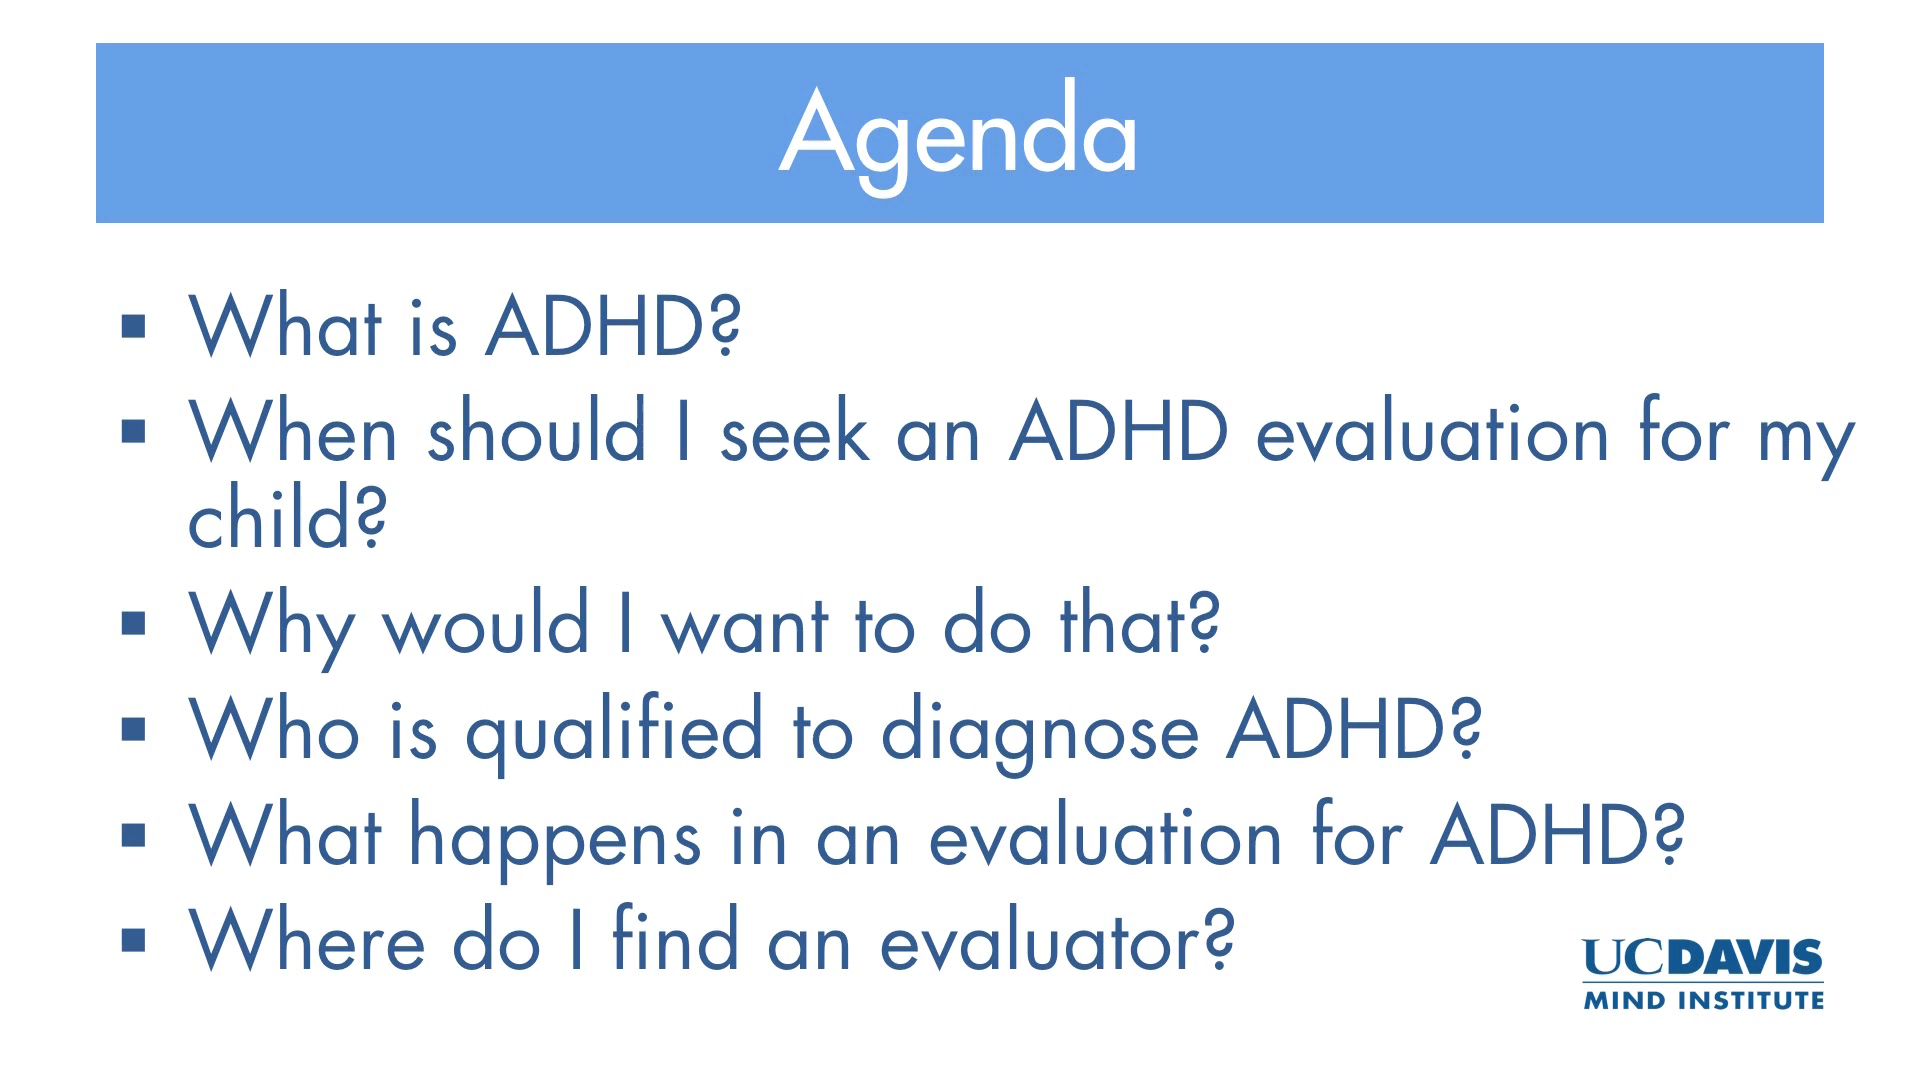 Agenda
▪ What is ADHD?
▪ When should I seek an ADHD evaluation for my
child?
▪ Why would I want to do that?
▪ Who is qualified to diagnose ADHD?
▪ What happens in an evaluation for ADHD?
▪ Where do I find an evaluator?
UCDAVIS
MIND INSTITUTE